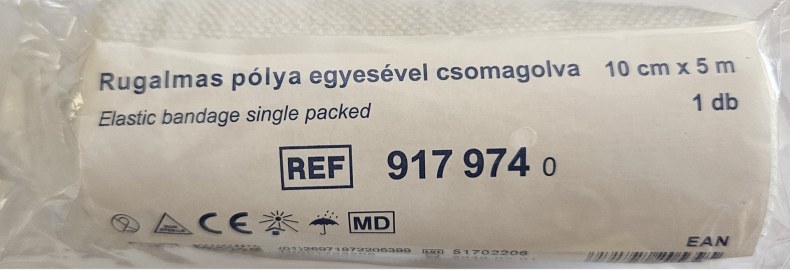 Rugalmas pólya egyesével csomagolva 10 cm x 5 m
Elastic bandage single packed 1 db
REF 917 974 0
CE MD
EAN